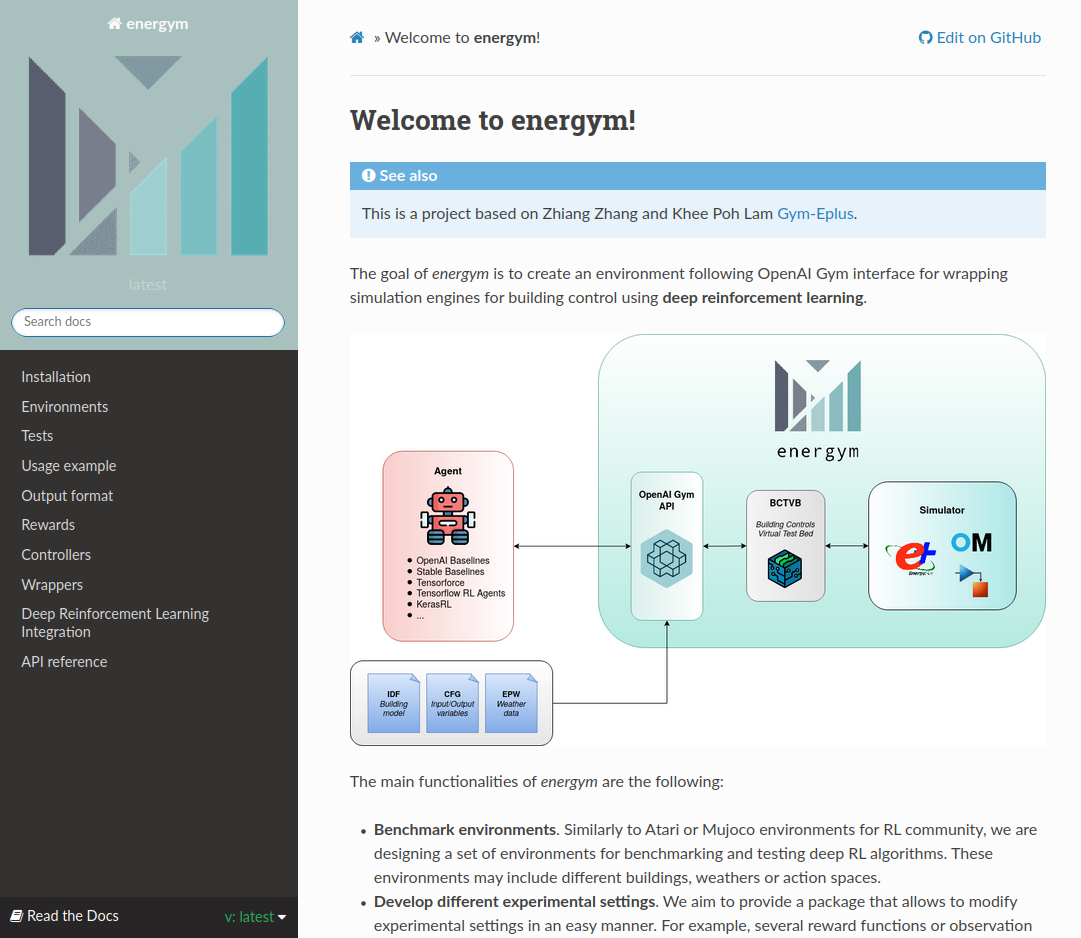 energym
latest
Search docs
Installation
Environments
Tests
Usage example
Output format
Rewards
Controllers
Wrappers
Deep Reinforcement Learning
Integration
API reference
Read the Docs
v: latest
» Welcome to energym!
Edit on GitHub
Welcome to energym!
See also
This is a project based on Zhiang Zhang and Khee Poh Lam Gym-Eplus.
The goal of energym is to create an environment following OpenAI Gym interface for wrapping
simulation engines for building control using deep reinforcement learning.
energym
Agent
• OpenAI Baselines
• Stable Baselines
• Tensorforce
• Tensorflow RL Agents
• KerasRL
• ...
OpenAI Gym
API
BCTVB
Building Controls
Virtual Test Bed
Simulator
OM
IDF
Building
model
CFG
Input/Output
variables
EPW
Weather
data
The main functionalities of energym are the following:
• Benchmark environments. Similarly to Atari or Mujoco environments for RL community, we are
designing a set of environments for benchmarking and testing deep RL algorithms. These
environments may include different buildings, weathers or action spaces.
• Develop different experimental settings. We aim to provide a package that allows to modify
experimental settings in an easy manner. For example, several reward functions or observation